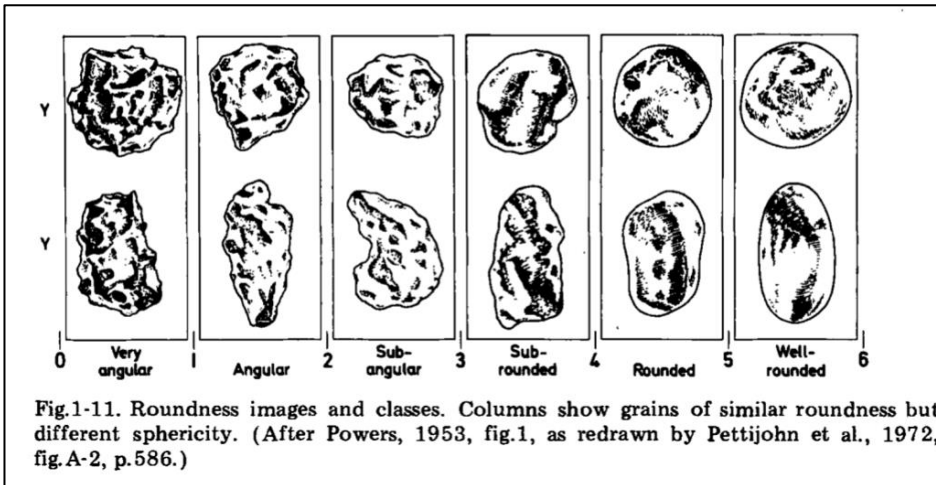 Y
Y
0 Very angular 1 Angular 2 Sub-angular 3 Sub-rounded 4 Rounded 5 Well-rounded 6
Fig.1-11. Roundness images and classes. Columns show grains of similar roundness but
different sphericity. (After Powers, 1953, fig.1, as redrawn by Pettijohn et al., 1972,
fig.A-2, p.586.)